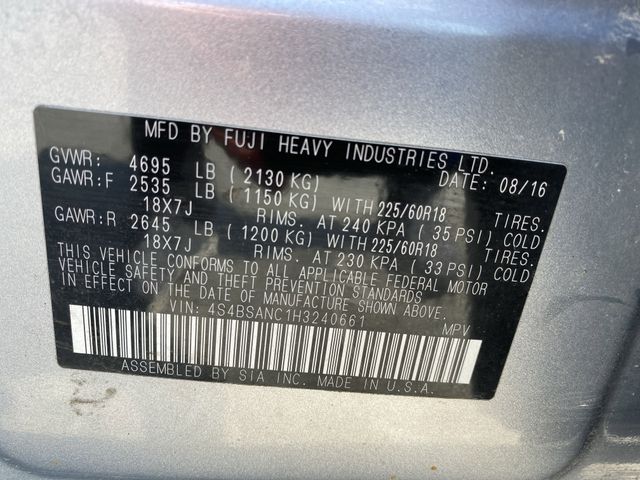 MFD BY FUJI HEAVY INDUSTRIES LTD.
GVWR: 4695 LB ( 2130 KG) DATE: 08/16
GAWR:F 2535 LB ( 1150 KG) WITH 225/60R18 TIRES.
18X7J RIMS. AT 240 KPA ( 35 PSI) COLD
GAWR:R 2645 LB ( 1200 KG) WITH 225/60R18 TIRES.
18X7J RIMS. AT 230 KPA ( 33 PSI) COLD.
THIS VEHICLE CONFORMS TO ALL APPLICABLE FEDERAL MOTOR
VEHICLE SAFETY AND THEFT PREVENTION STANDARDS
IN EFFECT ON THE DATE OF MANUFACTURE SHOWN ABOVE.
VIN: 4S4BSANC1H3240661 MPV
ASSEMBLED BY SIA INC. MADE IN U.S.A.